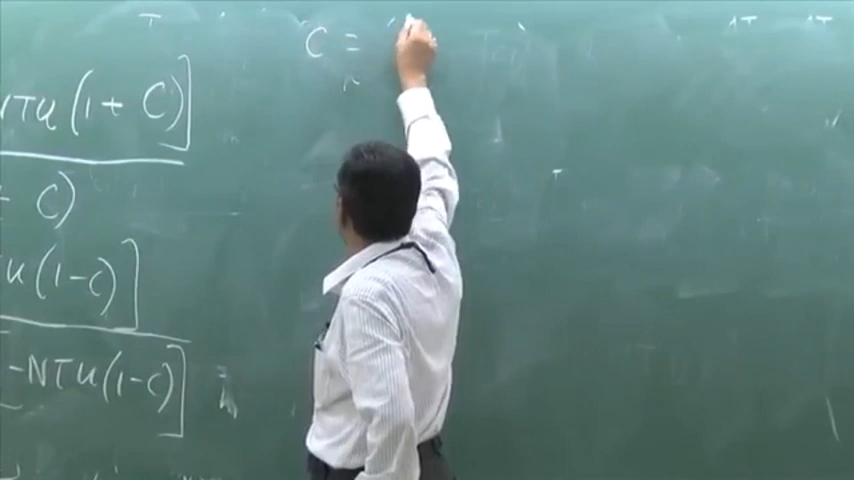 C =
NTU (1 + C)]
+ C)
U (1 - C)]
- NTU (1 - C)]